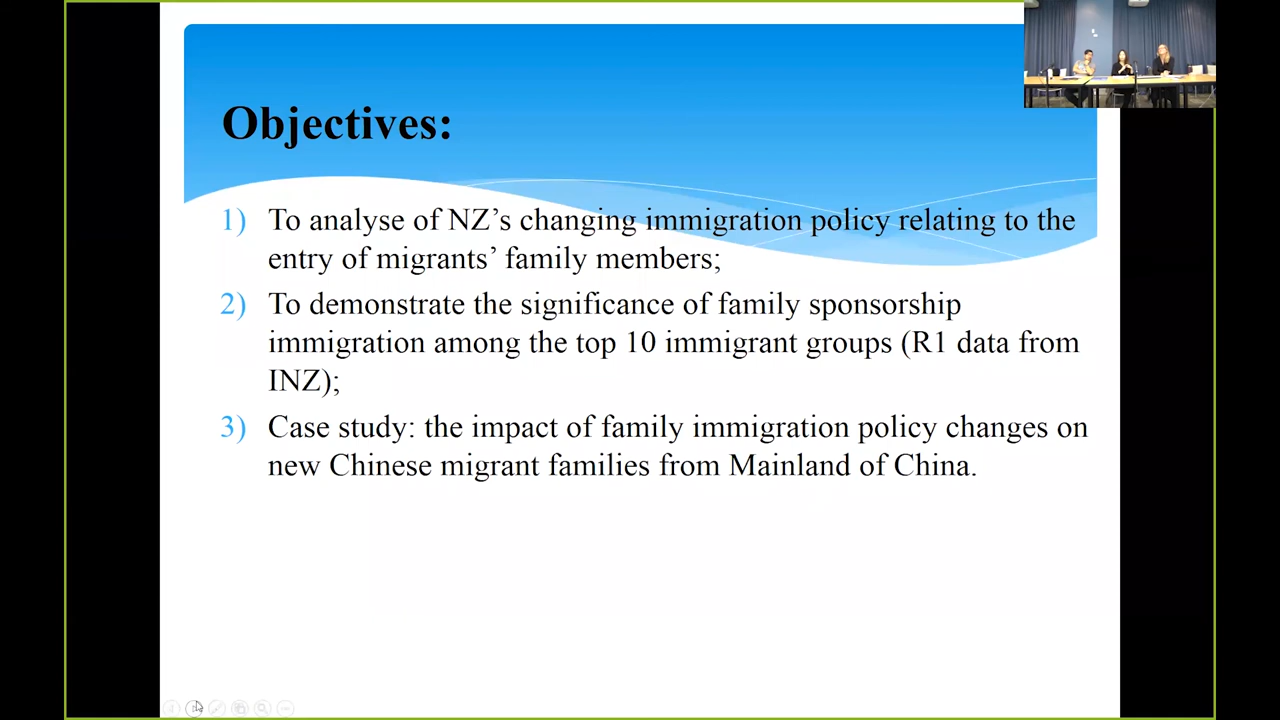 Objectives:
1) To analyse of NZ’s changing immigration policy relating to the
entry of migrants’ family members;
2) To demonstrate the significance of family sponsorship
immigration among the top 10 immigrant groups (R1 data from
INZ);
3) Case study: the impact of family immigration policy changes on
new Chinese migrant families from Mainland of China.